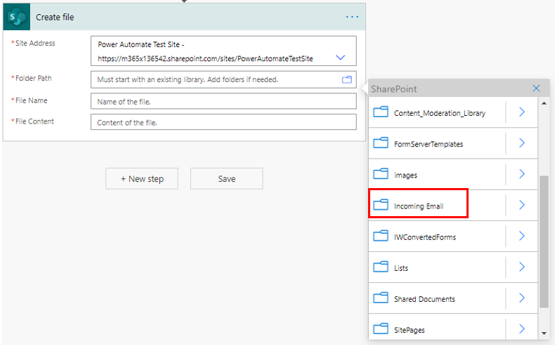 Create file
* Site Address
Power Automate Test Site -
https://m365x136542.sharepoint.com/sites/PowerAutomateTestSite
* Folder Path
Must start with an existing library. Add folders if needed.
* File Name
Name of the file.
* File Content
Content of the file.
+ New step
Save
SharePoint
Content_Moderation_Library
FormServerTemplates
images
Incoming Email
IWConvertedForms
Lists
Shared Documents
SitePages